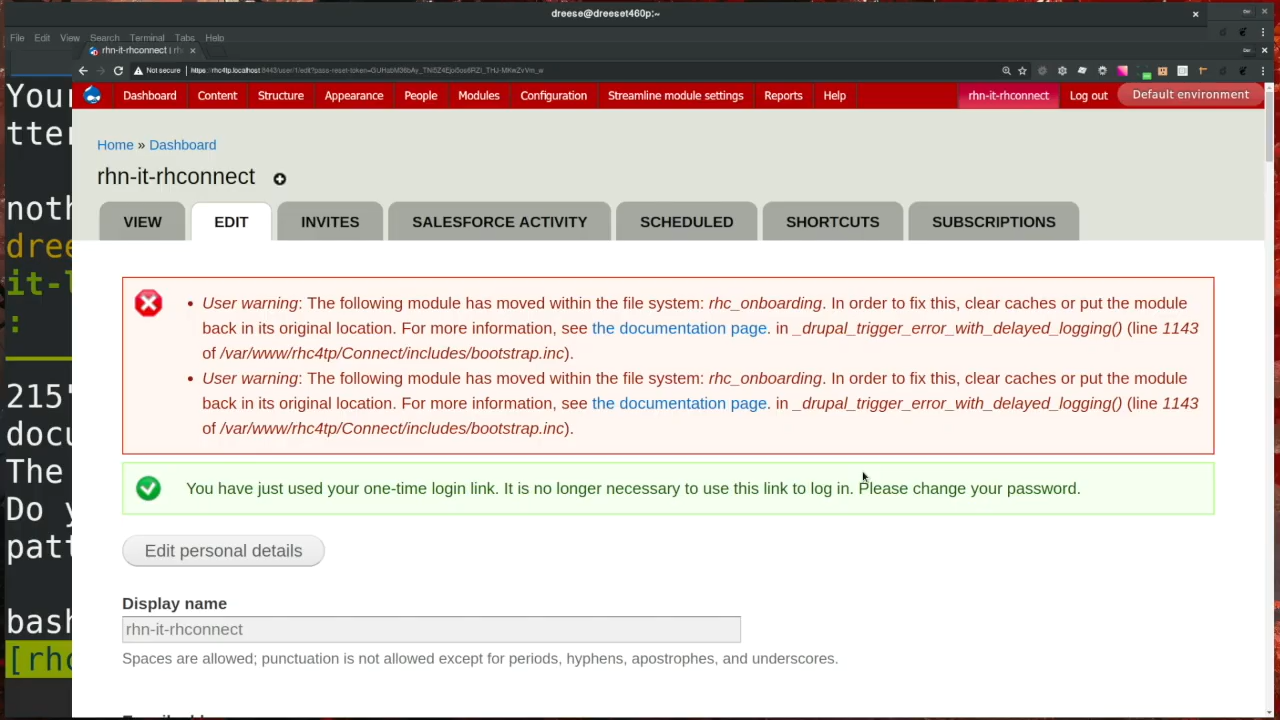 dreese@dreeset460p:~
File Edit View Search Terminal Tabs Help
rhn-it-rhconnect | rh
Not secure
Dashboard Content Structure Appearance People Modules Configuration Streamline module settings Reports Help rhn-it-rhconnect Log out Default environment
Home » Dashboard
rhn-it-rhconnect
VIEW EDIT INVITES SALESFORCE ACTIVITY SCHEDULED SHORTCUTS SUBSCRIPTIONS
• User warning: The following module has moved within the file system: rhc_onboarding. In order to fix this, clear caches or put the module
back in its original location. For more information, see the documentation page. in _drupal_trigger_error_with_delayed_logging() (line 1143
of /var/www/rhc4tp/Connect/includes/bootstrap.inc).
• User warning: The following module has moved within the file system: rhc_onboarding. In order to fix this, clear caches or put the module
back in its original location. For more information, see the documentation page. in _drupal_trigger_error_with_delayed_logging() (line 1143
of /var/www/rhc4tp/Connect/includes/bootstrap.inc).
You have just used your one-time login link. It is no longer necessary to use this link to log in. Please change your password.
Edit personal details
Display name
rhn-it-rhconnect
Spaces are allowed; punctuation is not allowed except for periods, hyphens, apostrophes, and underscores.
Your
tter
noth
dree
it-l
:
215'
docu
The
Do y
patt
bash
[rhc